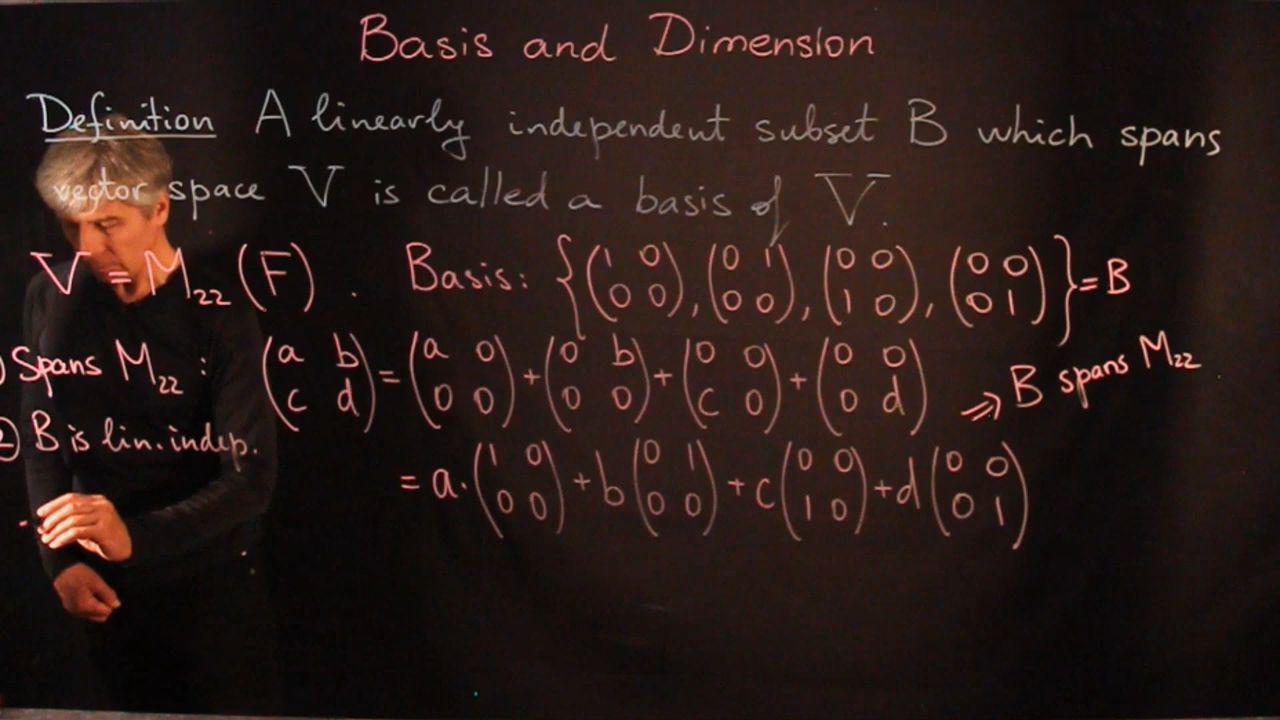 Basis and Dimension
Definition A linearly independent subset B which spans
vector space V is called a basis of V.
V = M₂₂ (F). Basis: {(1 0; 0 0), (0 1; 0 0), (0 0; 1 0), (0 0; 0 1)} = B
) Spans M₂₂ : (a b; c d) = (a 0; 0 0) + (0 b; 0 0) + (0 0; c 0) + (0 0; 0 d) ⇒ B spans M₂₂
2) B is lin. indep.
= a·(1 0; 0 0) + b(0 1; 0 0) + c(0 0; 1 0) + d(0 0; 0 1)